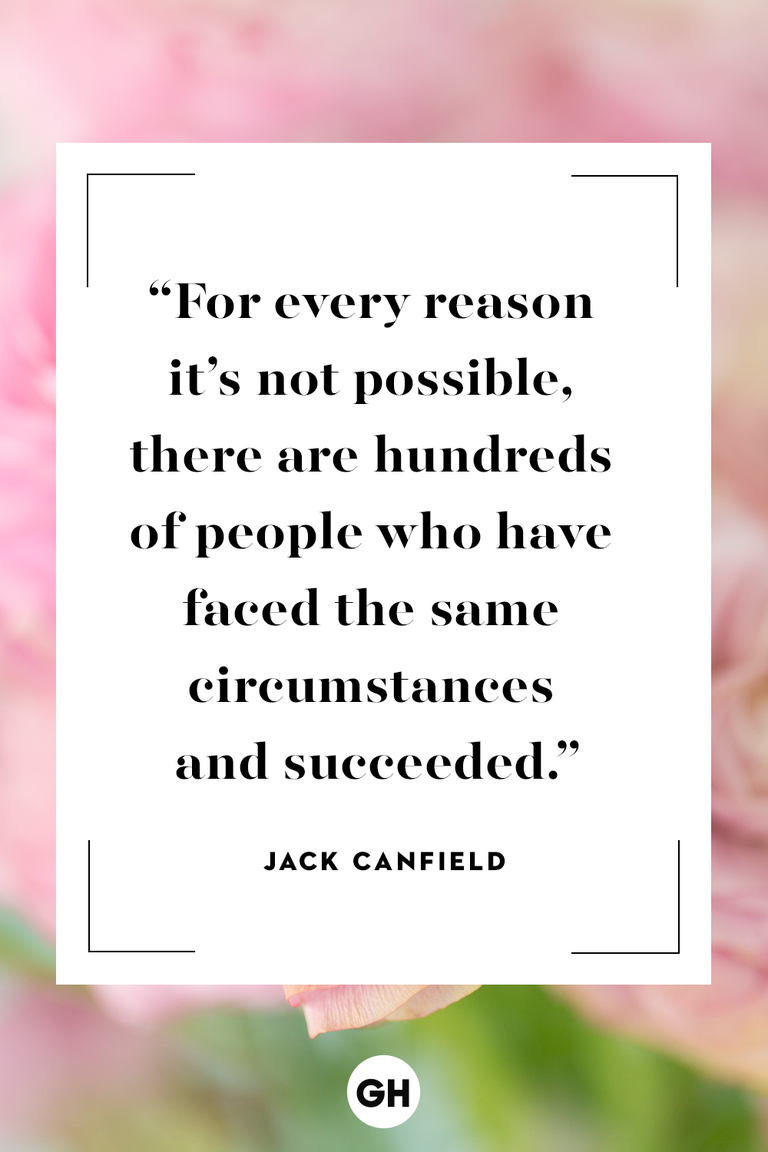 “For every reason
it’s not possible,
there are hundreds
of people who have
faced the same
circumstances
and succeeded.”
JACK CANFIELD
GH